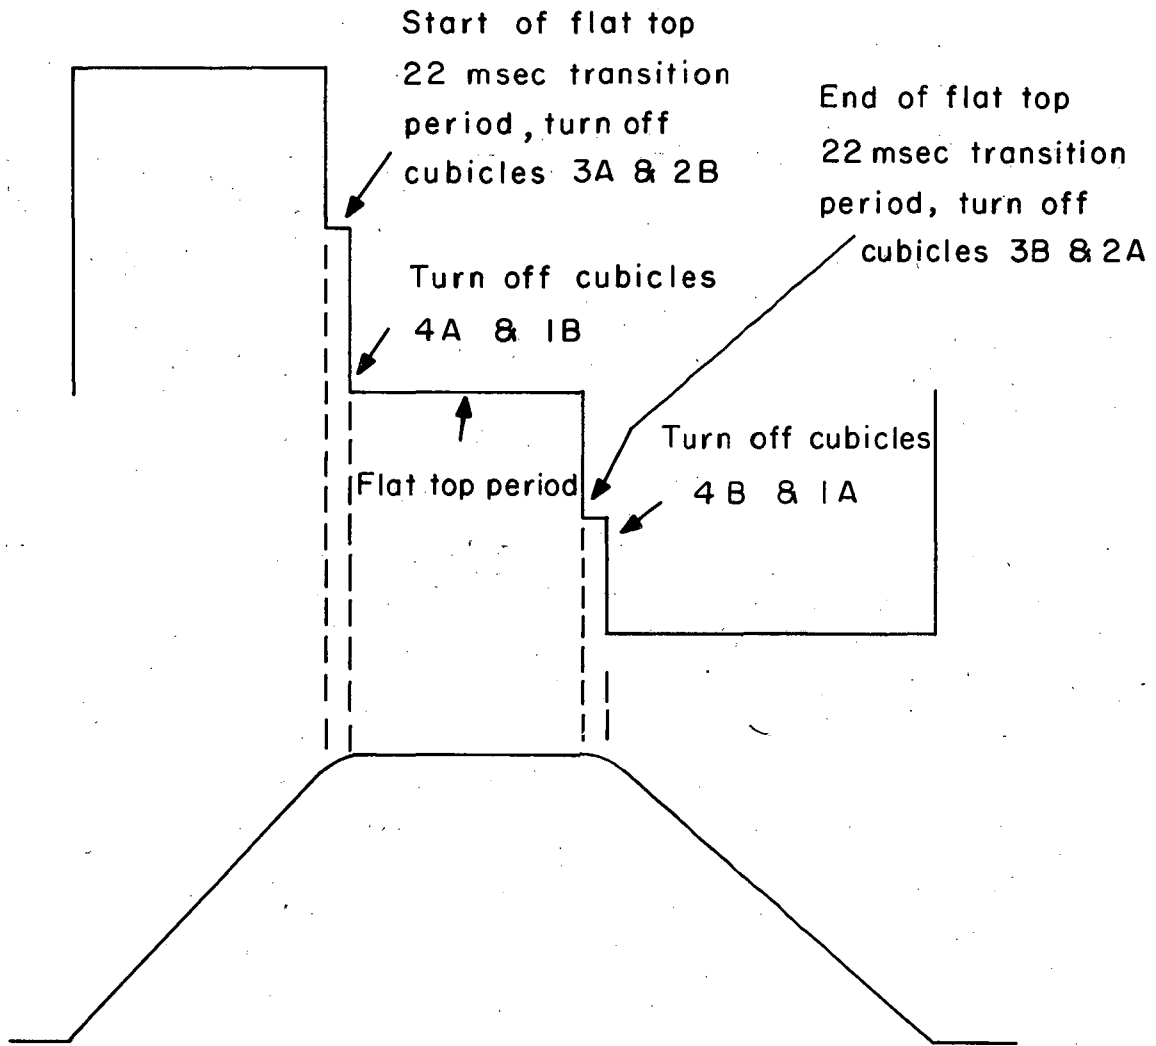 Start of flat top
22 msec transition
period, turn off
cubicles 3A & 2B
End of flat top
22 msec transition
period, turn off
cubicles 3B & 2A
Turn off cubicles
4A & 1B
Flat top period
Turn off cubicles
4B & 1A